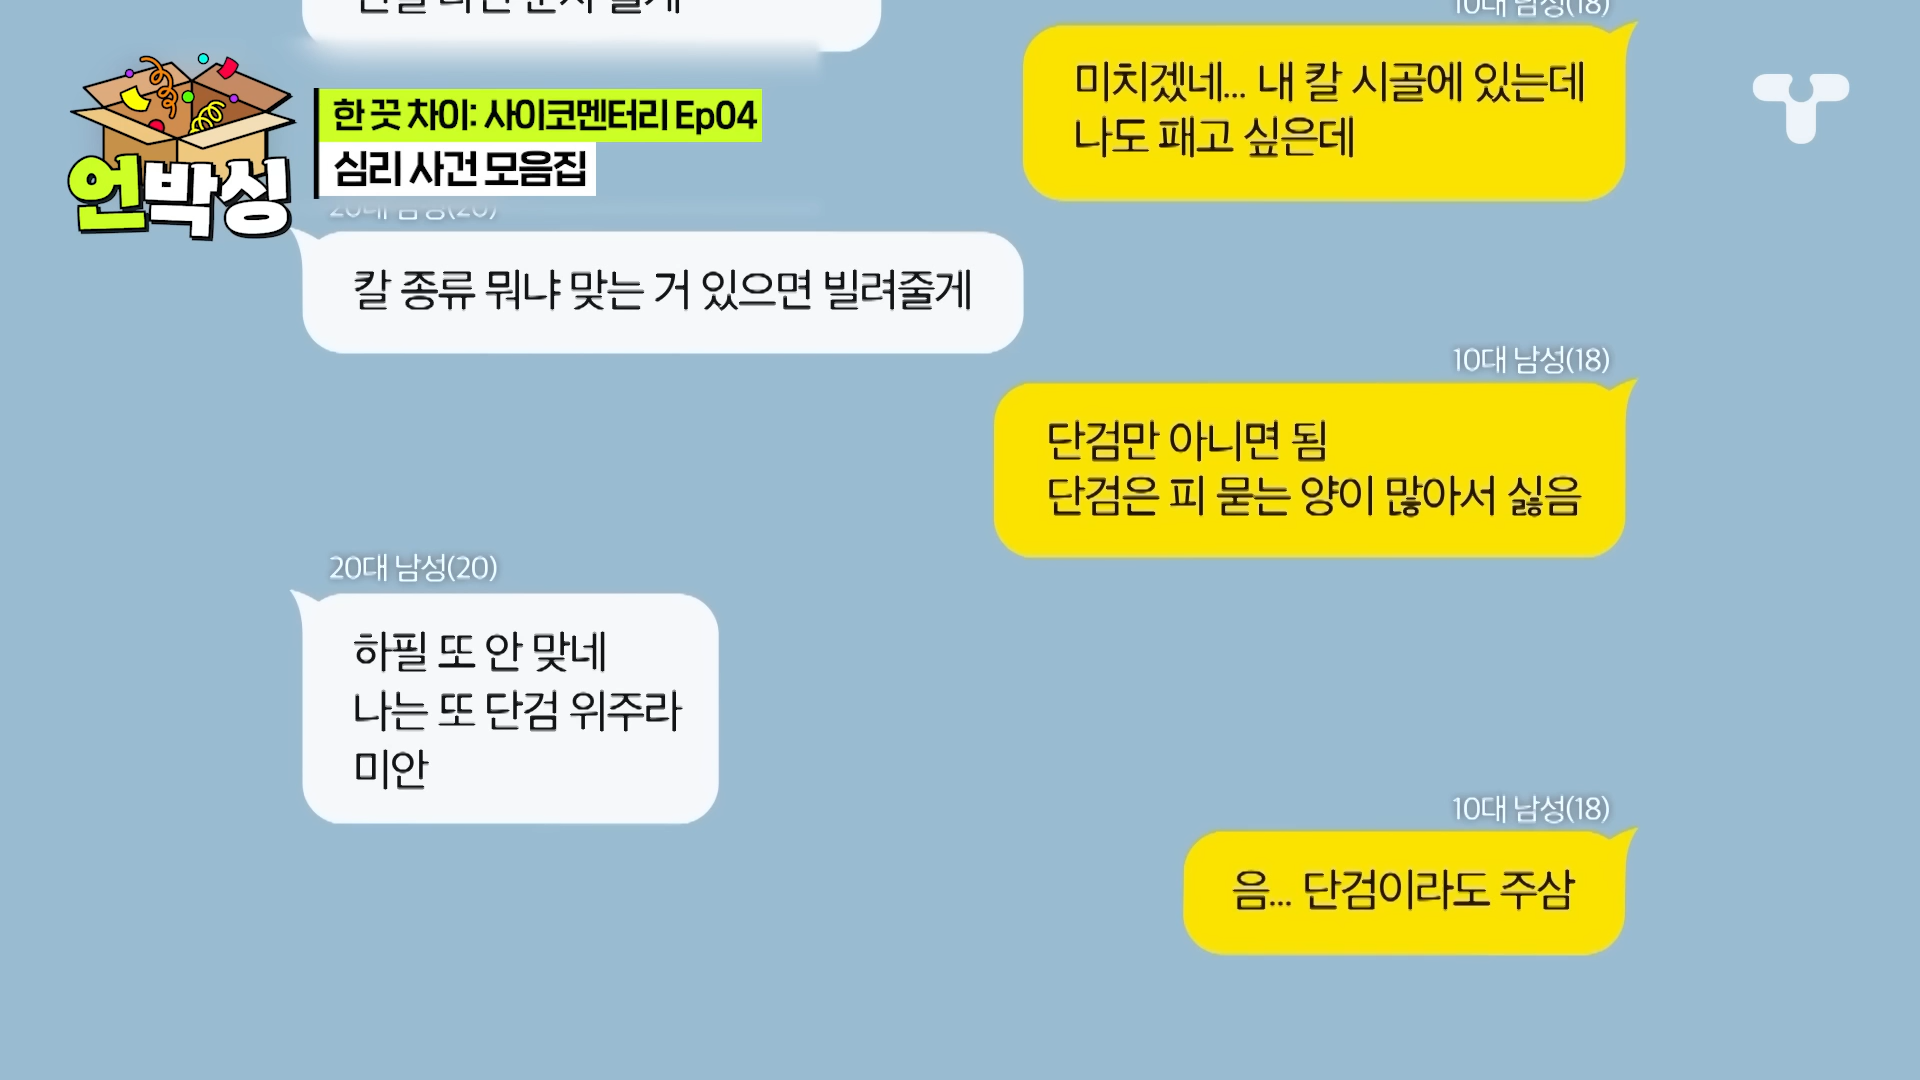 10대 남성(18)
미치겠네... 내 칼 시골에 있는데
나도 패고 싶은데
언박싱
한 끗 차이: 사이코멘터리 Ep04
심리 사건 모음집
20대 남성(20)
칼 종류 뭐냐 맞는 거 있으면 빌려줄게
10대 남성(18)
단검만 아니면 됨
단검은 피 묻는 양이 많아서 싫음
20대 남성(20)
하필 또 안 맞네
나는 또 단검 위주라
미안
10대 남성(18)
음... 단검이라도 주삼